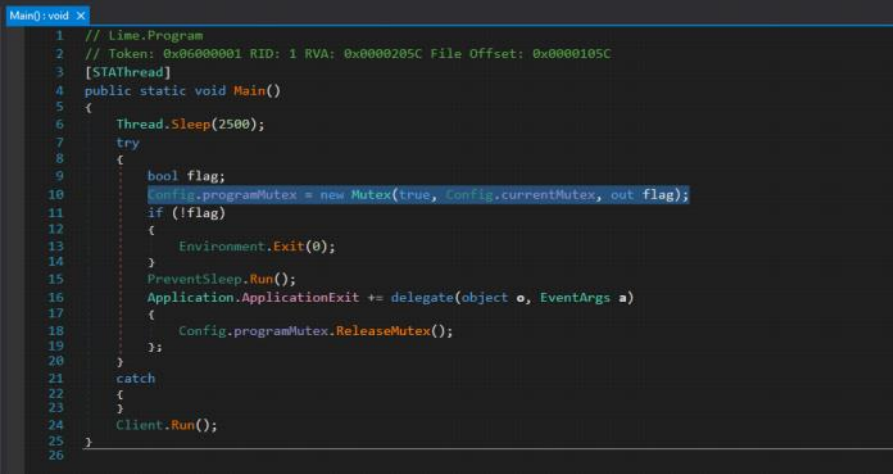 Main() : void ×
1 // Lime.Program
2 // Token: 0x06000001 RID: 1 RVA: 0x0000205C File Offset: 0x0000105C
3 [STAThread]
4 public static void Main()
5 {
6 Thread.Sleep(2500);
7 try
8 {
9 bool flag;
10 Config.programMutex = new Mutex(true, Config.currentMutex, out flag);
11 if (!flag)
12 {
13 Environment.Exit(0);
14 }
15 PreventSleep.Run();
16 Application.ApplicationExit += delegate(object o, EventArgs a)
17 {
18 Config.programMutex.ReleaseMutex();
19 };
20 }
21 catch
22 {
23 }
24 Client.Run();
25 }
26